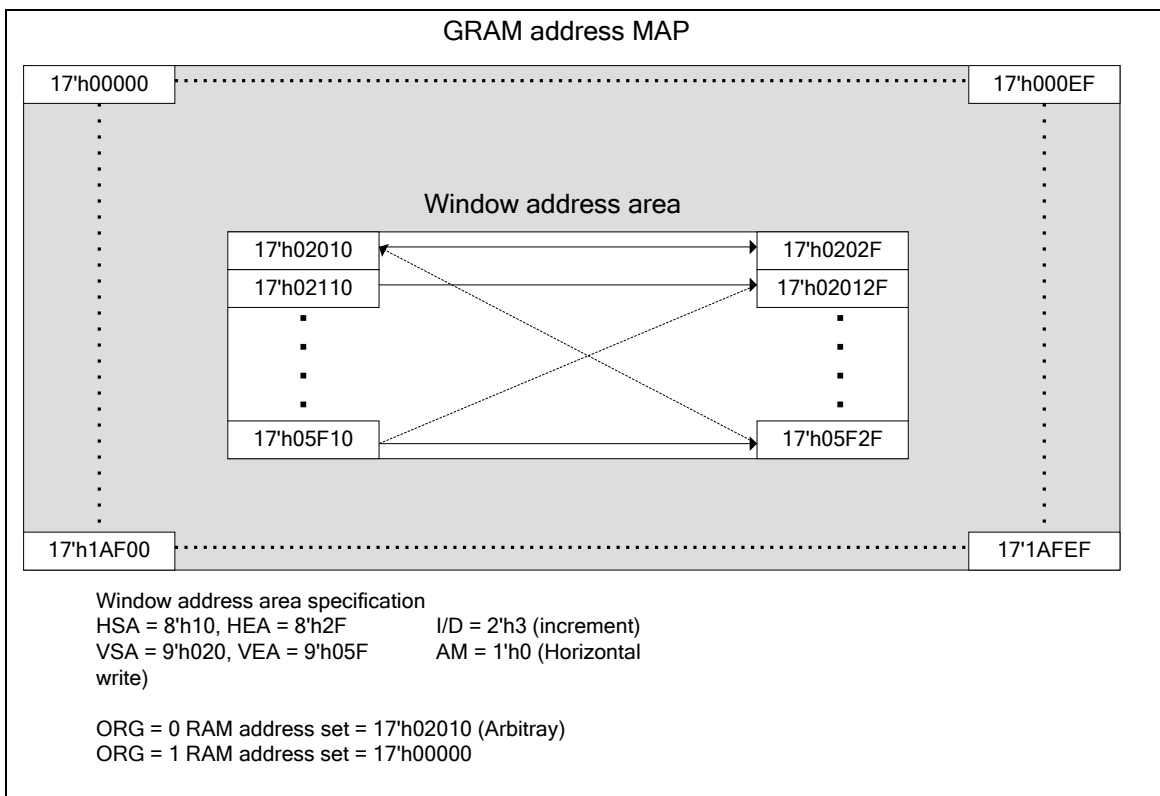 GRAM address MAP
17'h00000 17'h000EF
Window address area
17'h02010 17'h0202F
17'h02110 17'h02012F
17'h05F10 17'h05F2F
17'h1AF00 17'1AFEF
Window address area specification
HSA = 8'h10, HEA = 8'h2F I/D = 2'h3 (increment)
VSA = 9'h020, VEA = 9'h05F AM = 1'h0 (Horizontal
write)
ORG = 0 RAM address set = 17'h02010 (Arbitray)
ORG = 1 RAM address set = 17'h00000